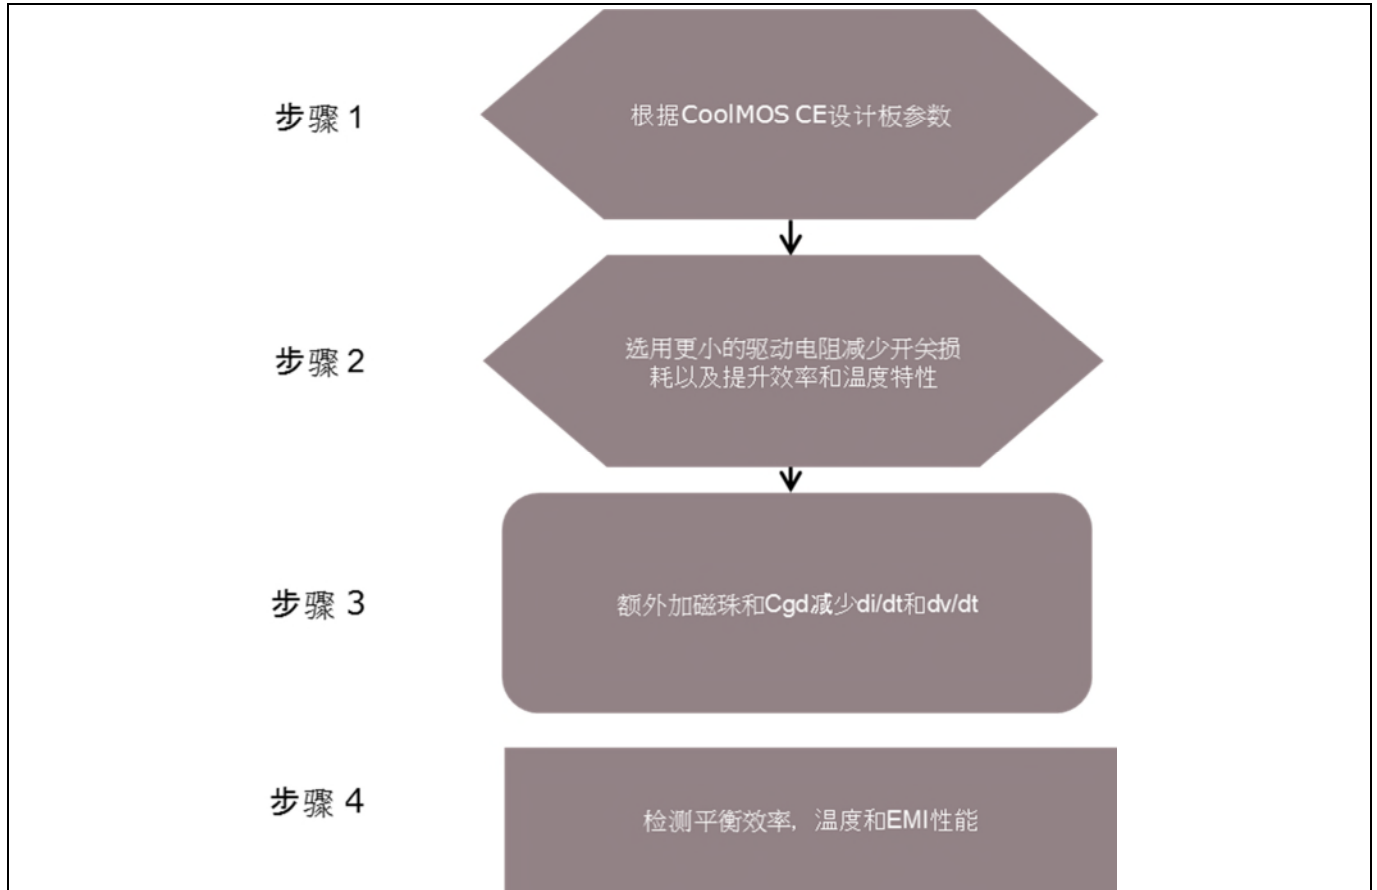 步骤 1
根据CoolMOS CE设计板参数
步骤 2
选用更小的驱动电阻减少开关损
耗以及提升效率和温度特性
步骤 3
额外加磁珠和Cgd减少di/dt和dv/dt
步骤 4
检测平衡效率，温度和EMI性能